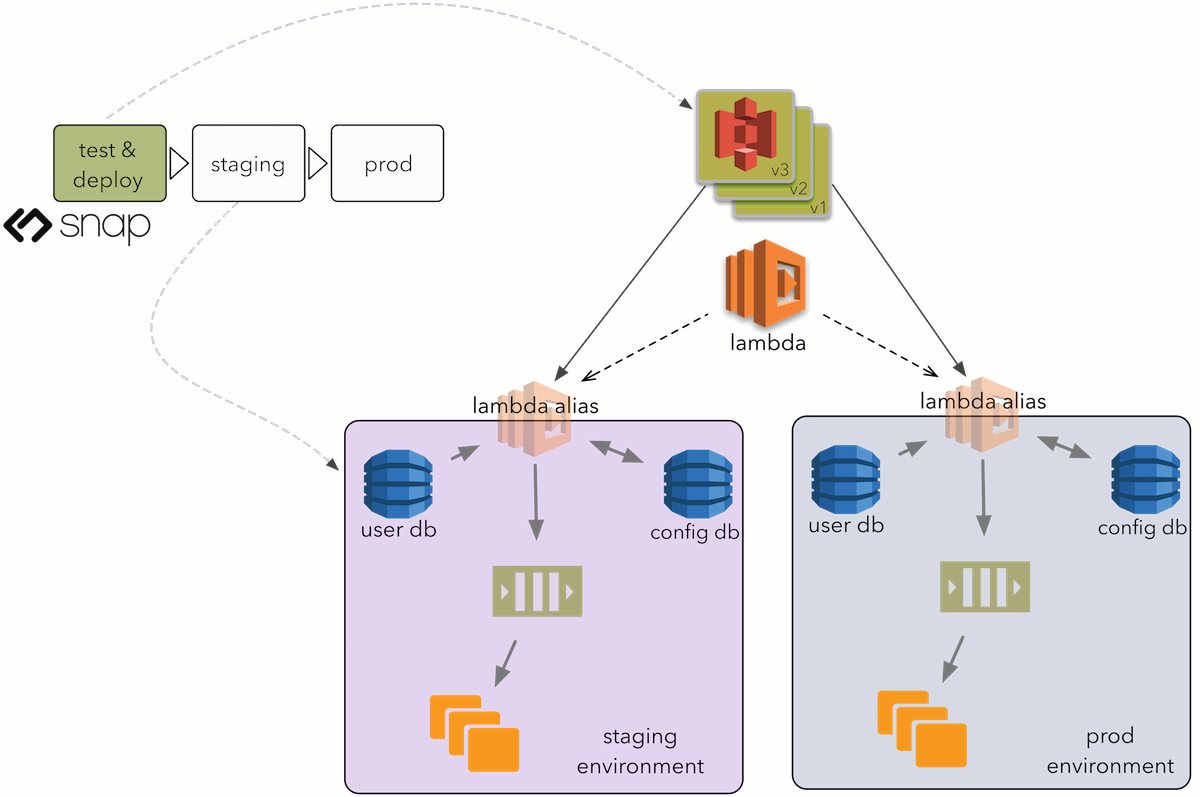 test &
deploy
staging
prod
snap
v3
v2
v1
lambda
lambda alias
user db
config db
staging
environment
lambda alias
user db
config db
prod
environment